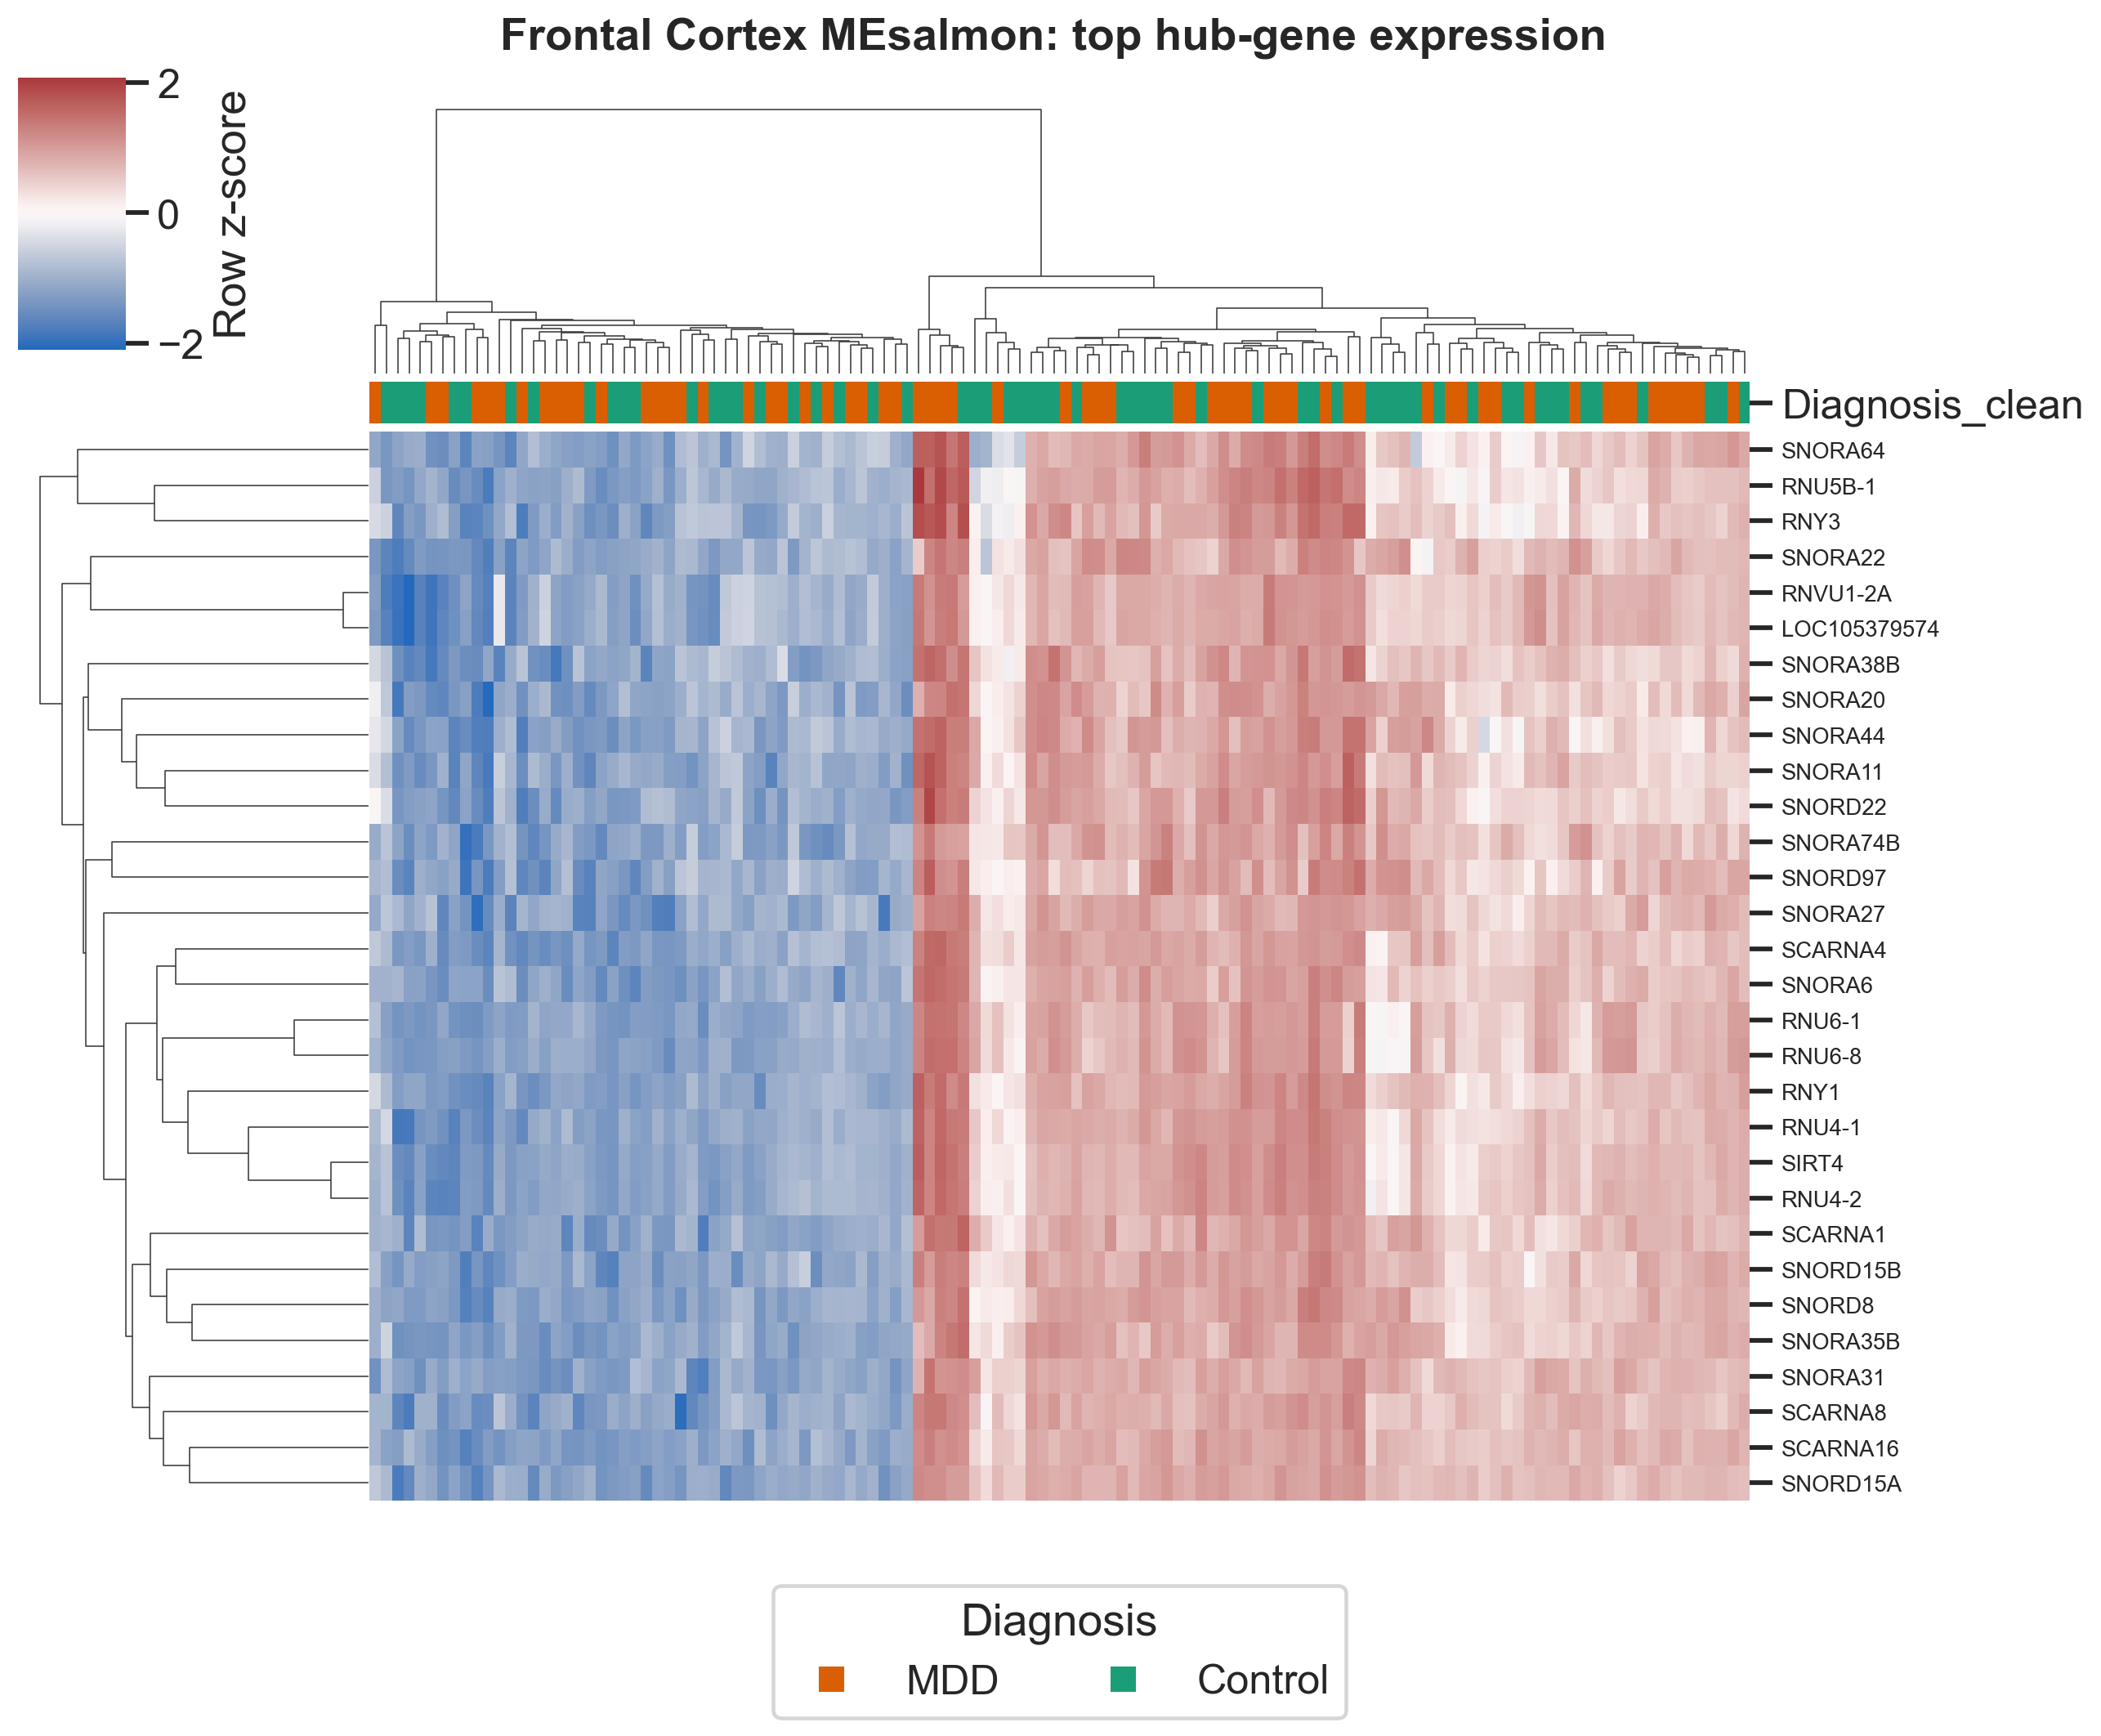 Frontal Cortex MEsalmon: top hub-gene expression
2
0
−2
Row z-score
Diagnosis_clean
SNORA64
RNU5B-1
RNY3
SNORA22
RNVU1-2A
LOC105379574
SNORA38B
SNORA20
SNORA44
SNORA11
SNORD22
SNORA74B
SNORD97
SNORA27
SCARNA4
SNORA6
RNU6-1
RNU6-8
RNY1
RNU4-1
SIRT4
RNU4-2
SCARNA1
SNORD15B
SNORD8
SNORA35B
SNORA31
SCARNA8
SCARNA16
SNORD15A
Diagnosis
MDD Control